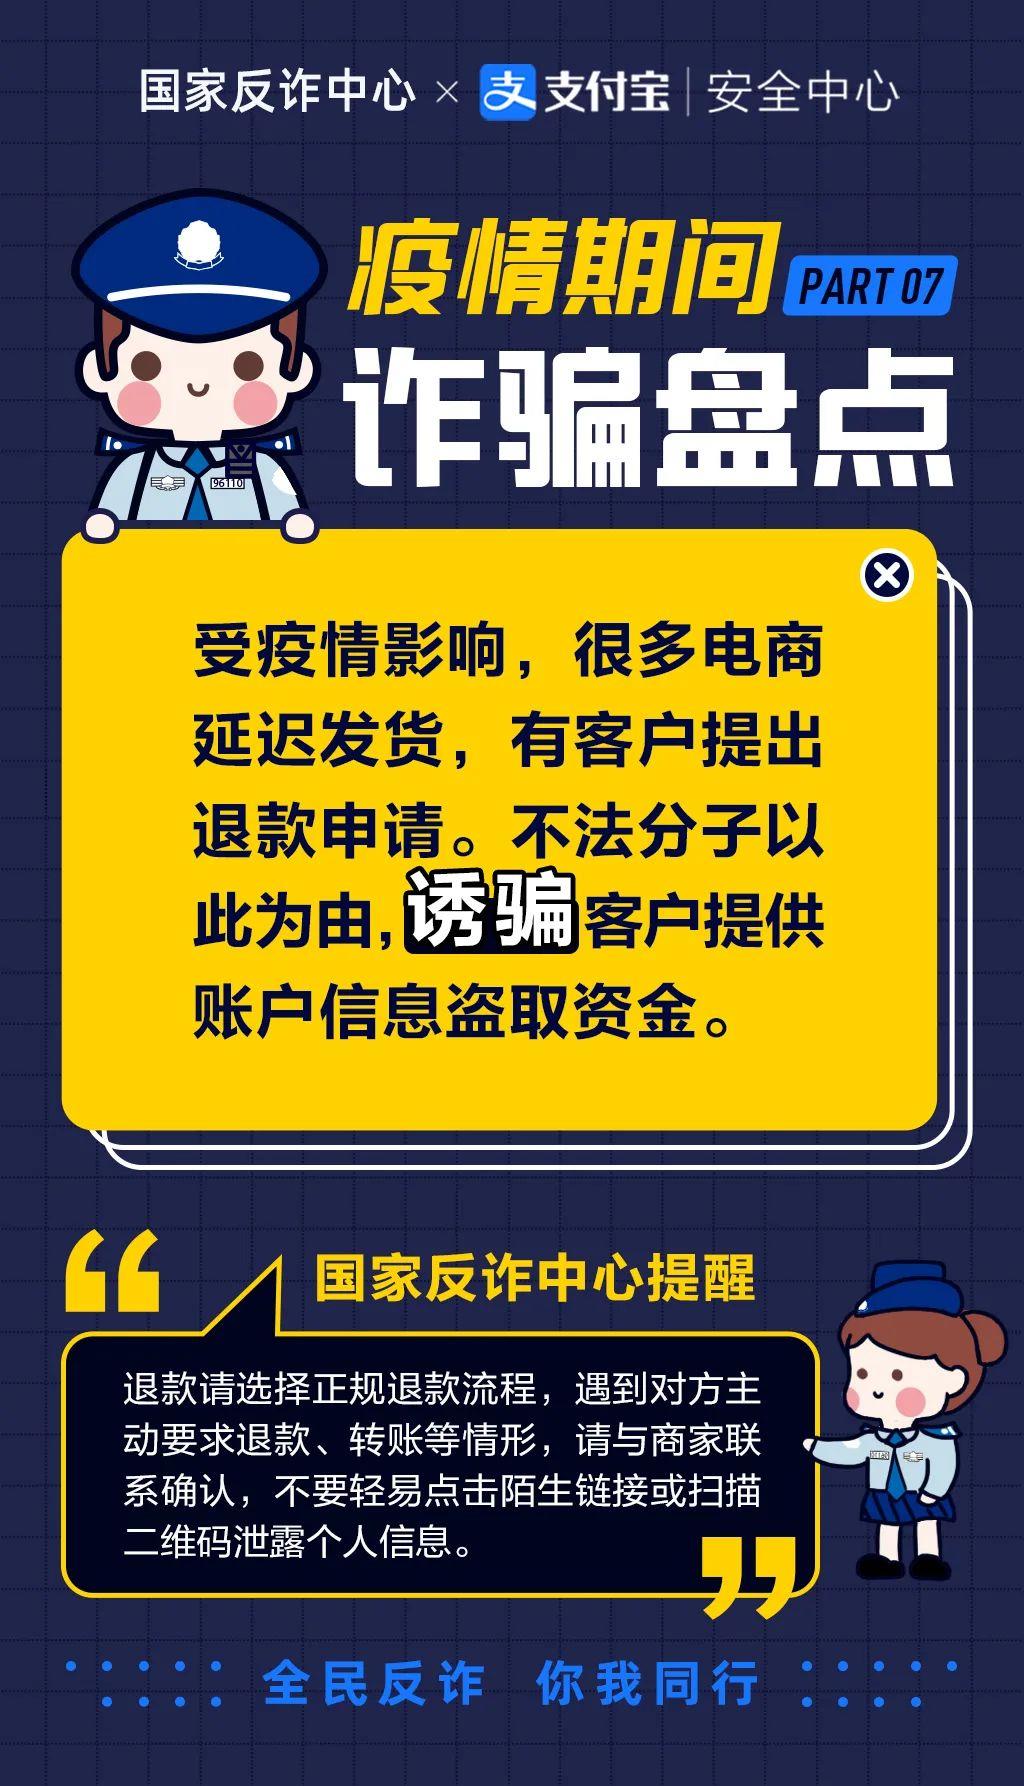 国家反诈中心 × 支 支付宝 | 安全中心
疫情期间 PART 07
诈骗盘点
96110
受疫情影响，很多电商
延迟发货，有客户提出
退款申请。不法分子以
此为由,诱骗客户提供
账户信息盗取资金。
“
国家反诈中心提醒
退款请选择正规退款流程，遇到对方主
动要求退款、转账等情形，请与商家联
系确认，不要轻易点击陌生链接或扫描
二维码泄露个人信息。
”
全民反诈 你我同行